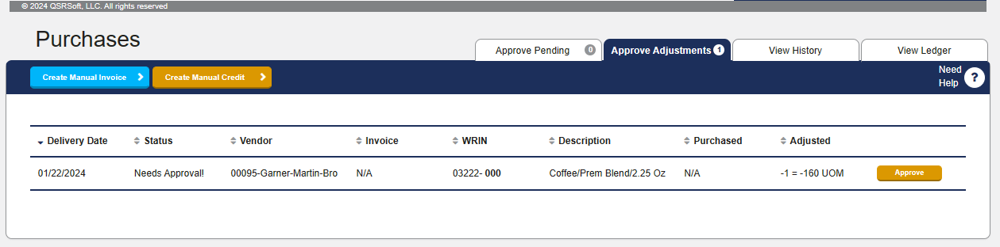 © 2024 QSRSoft, LLC. All rights reserved
Purchases
Approve Pending 0
Approve Adjustments 1
View History
View Ledger
Create Manual Invoice
Create Manual Credit
Need Help ?
Delivery Date Status Vendor Invoice WRIN Description Purchased Adjusted
01/22/2024 Needs Approval! 00095-Garner-Martin-Bro N/A 03222- 000 Coffee/Prem Blend/2.25 Oz N/A -1 = -160 UOM Approve